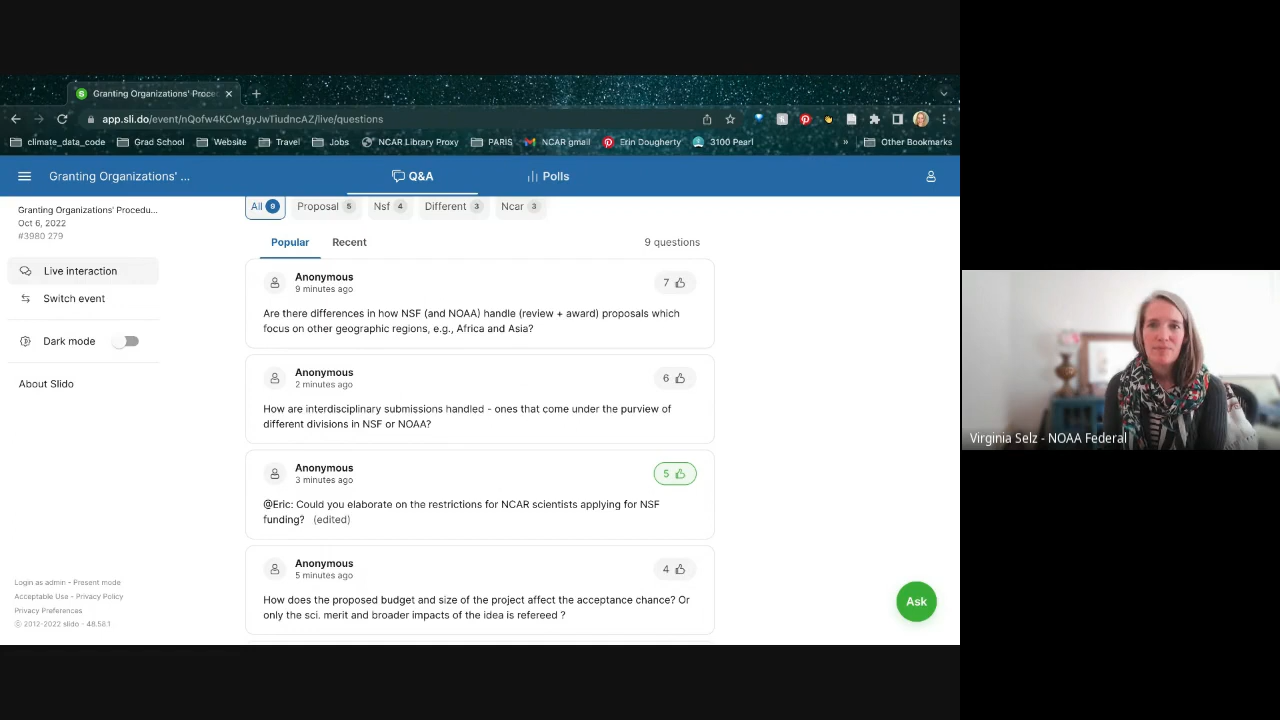 Granting Organizations' Proce
app.sli.do/event/nQofw4KCw1gyJwTiudncAZ/live/questions
climate_data_code Grad School Website Travel Jobs NCAR Library Proxy PARIS NCAR gmail Erin Dougherty 3100 Pearl » Other Bookmarks
Granting Organizations' ... Q&A Polls
Granting Organizations' Procedu...
Oct 6, 2022
#3980 279
Live interaction
Switch event
Dark mode
About Slido
Login as admin - Present mode
Acceptable Use - Privacy Policy
Privacy Preferences
© 2012-2022 slido - 48.58.1
All 9 Proposal 5 Nsf 4 Different 3 Ncar 3
Popular Recent 9 questions
Anonymous
9 minutes ago
7
Are there differences in how NSF (and NOAA) handle (review + award) proposals which
focus on other geographic regions, e.g., Africa and Asia?
Anonymous
2 minutes ago
6
How are interdisciplinary submissions handled - ones that come under the purview of
different divisions in NSF or NOAA?
Anonymous
3 minutes ago
5
@Eric: Could you elaborate on the restrictions for NCAR scientists applying for NSF
funding? (edited)
Anonymous
5 minutes ago
4
How does the proposed budget and size of the project affect the acceptance chance? Or
only the sci. merit and broader impacts of the idea is refereed ?
Ask
Virginia Selz - NOAA Federal